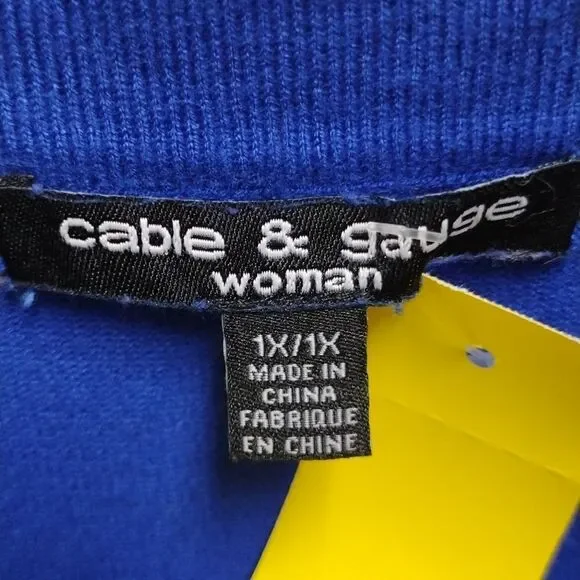 cable & gauge
woman
1X/1X
MADE IN
CHINA
FABRIQUE
EN CHINE